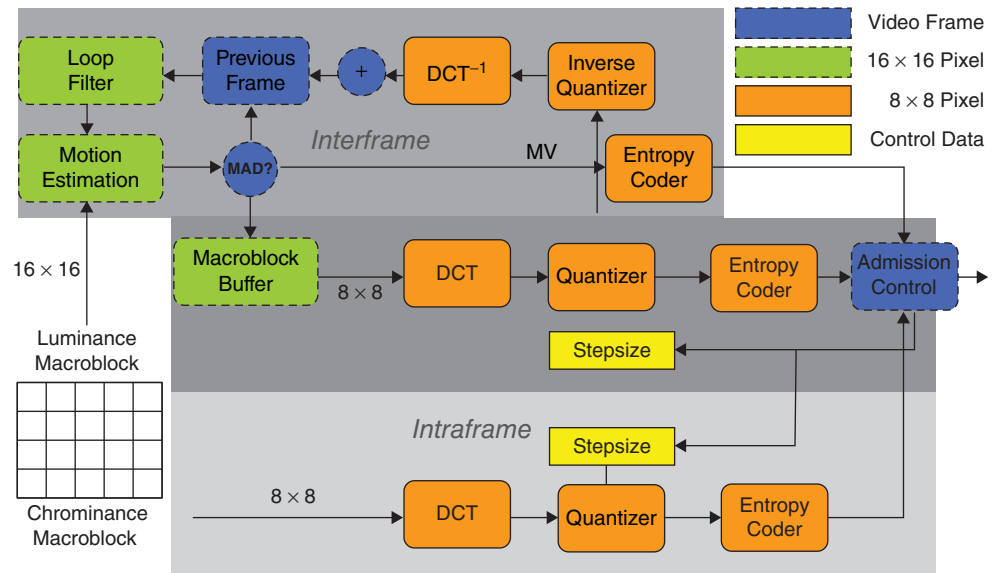 Video Frame
16 × 16 Pixel
8 × 8 Pixel
Control Data
Loop
Filter
Previous
Frame
+
DCT⁻¹
Inverse
Quantizer
Interframe
Motion
Estimation
MAD?
MV
Entropy
Coder
16 × 16
Macroblock
Buffer
8 × 8
DCT
Quantizer
Entropy
Coder
Admission
Control
Luminance
Macroblock
Stepsize
Intraframe
Stepsize
Chrominance
Macroblock
8 × 8
DCT
Quantizer
Entropy
Coder